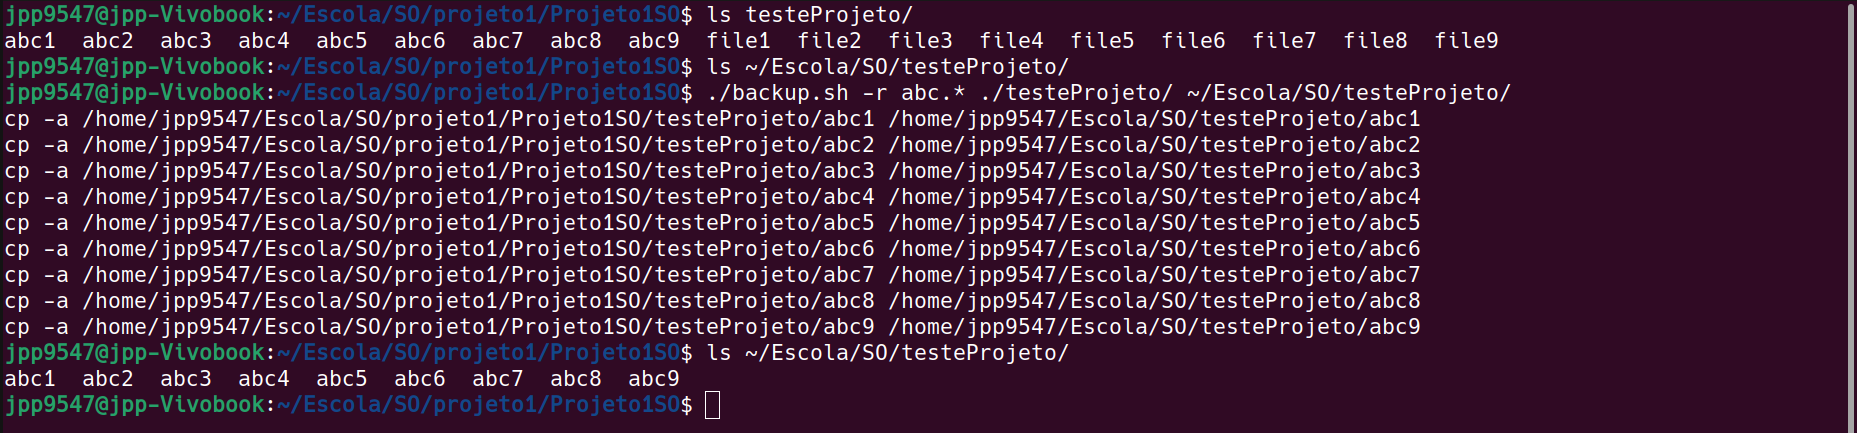 jpp9547@jpp-Vivobook:~/Escola/SO/projeto1/Projeto1SO$ ls testeProjeto/
abc1  abc2  abc3  abc4  abc5  abc6  abc7  abc8  abc9  file1  file2  file3  file4  file5  file6  file7  file8  file9
jpp9547@jpp-Vivobook:~/Escola/SO/projeto1/Projeto1SO$ ls ~/Escola/SO/testeProjeto/
jpp9547@jpp-Vivobook:~/Escola/SO/projeto1/Projeto1SO$ ./backup.sh -r abc.* ./testeProjeto/ ~/Escola/SO/testeProjeto/
cp -a /home/jpp9547/Escola/SO/projeto1/Projeto1SO/testeProjeto/abc1 /home/jpp9547/Escola/SO/testeProjeto/abc1
cp -a /home/jpp9547/Escola/SO/projeto1/Projeto1SO/testeProjeto/abc2 /home/jpp9547/Escola/SO/testeProjeto/abc2
cp -a /home/jpp9547/Escola/SO/projeto1/Projeto1SO/testeProjeto/abc3 /home/jpp9547/Escola/SO/testeProjeto/abc3
cp -a /home/jpp9547/Escola/SO/projeto1/Projeto1SO/testeProjeto/abc4 /home/jpp9547/Escola/SO/testeProjeto/abc4
cp -a /home/jpp9547/Escola/SO/projeto1/Projeto1SO/testeProjeto/abc5 /home/jpp9547/Escola/SO/testeProjeto/abc5
cp -a /home/jpp9547/Escola/SO/projeto1/Projeto1SO/testeProjeto/abc6 /home/jpp9547/Escola/SO/testeProjeto/abc6
cp -a /home/jpp9547/Escola/SO/projeto1/Projeto1SO/testeProjeto/abc7 /home/jpp9547/Escola/SO/testeProjeto/abc7
cp -a /home/jpp9547/Escola/SO/projeto1/Projeto1SO/testeProjeto/abc8 /home/jpp9547/Escola/SO/testeProjeto/abc8
cp -a /home/jpp9547/Escola/SO/projeto1/Projeto1SO/testeProjeto/abc9 /home/jpp9547/Escola/SO/testeProjeto/abc9
jpp9547@jpp-Vivobook:~/Escola/SO/projeto1/Projeto1SO$ ls ~/Escola/SO/testeProjeto/
abc1  abc2  abc3  abc4  abc5  abc6  abc7  abc8  abc9
jpp9547@jpp-Vivobook:~/Escola/SO/projeto1/Projeto1SO$